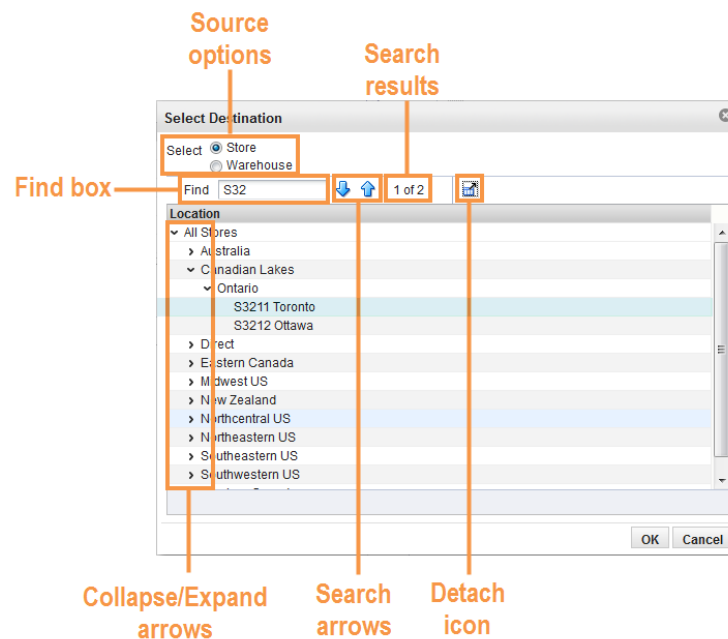 Source
options
Search
results
Select Destination
Select Store
Warehouse
Find box
Find S32 1 of 2
Location
All Stores
Australia
Canadian Lakes
Ontario
S3211 Toronto
S3212 Ottawa
Direct
Eastern Canada
Midwest US
New Zealand
Northcentral US
Northeastern US
Southeastern US
Southwestern US
OK Cancel
Collapse/Expand
arrows
Search
arrows
Detach
icon